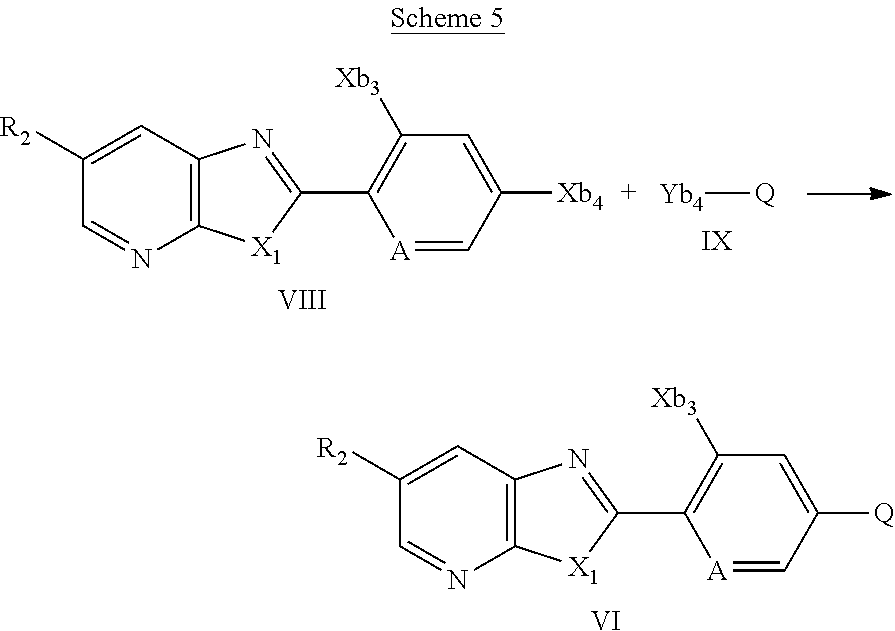 Scheme 5
Xb3
R2
N
Xb4 + Yb4 Q
A
N
X1
IX
VIII
Xb3
R2
N
Q
A
N
X1
VI